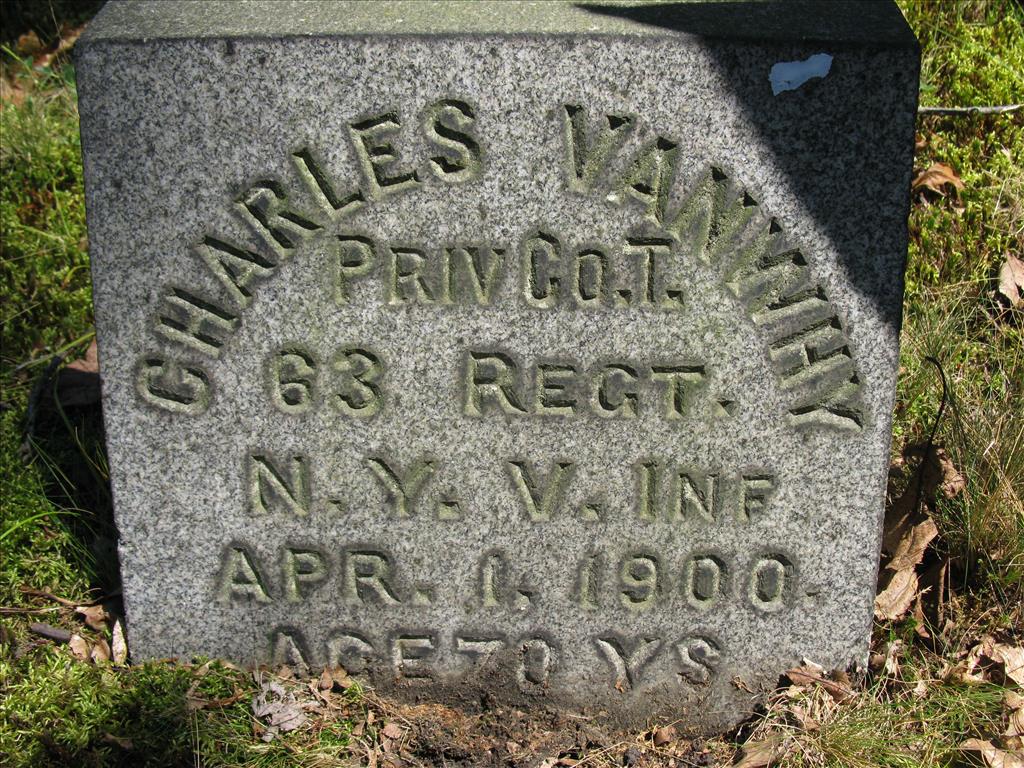 CHARLES VANWHY
PRIV CO. I.
63 REGT.
N. Y. V. INF
APR. 1, 1900.
AGE 70 YS